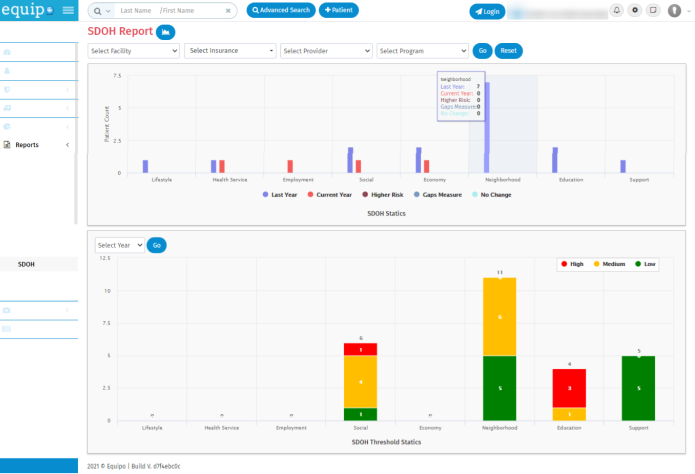 equip
Last Name /First Name
Advanced Search
Patient
Login
SDOH Report
Select Facility
Select Insurance
Select Provider
Select Program
Go
Reset
Reports
SDOH
7.5
5
2.5
0
Patient Count
Neighborhood
Last Year: 7
Current Year: 0
Higher Risk: 0
Gaps Measure: 0
No Change: 0
Lifestyle
Health Service
Employment
Social
Economy
Neighborhood
Education
Support
Last Year
Current Year
Higher Risk
Gaps Measure
No Change
SDOH Statics
Select Year
Go
High
Medium
Low
12.5
10
7.5
5
2.5
0
6
1
4
1
11
6
5
4
3
1
5
5
Lifestyle
Health Service
Employment
Social
Economy
Neighborhood
Education
Support
SDOH Threshold Statics
2021 © Equipo | Build V. d7f4ebc0c